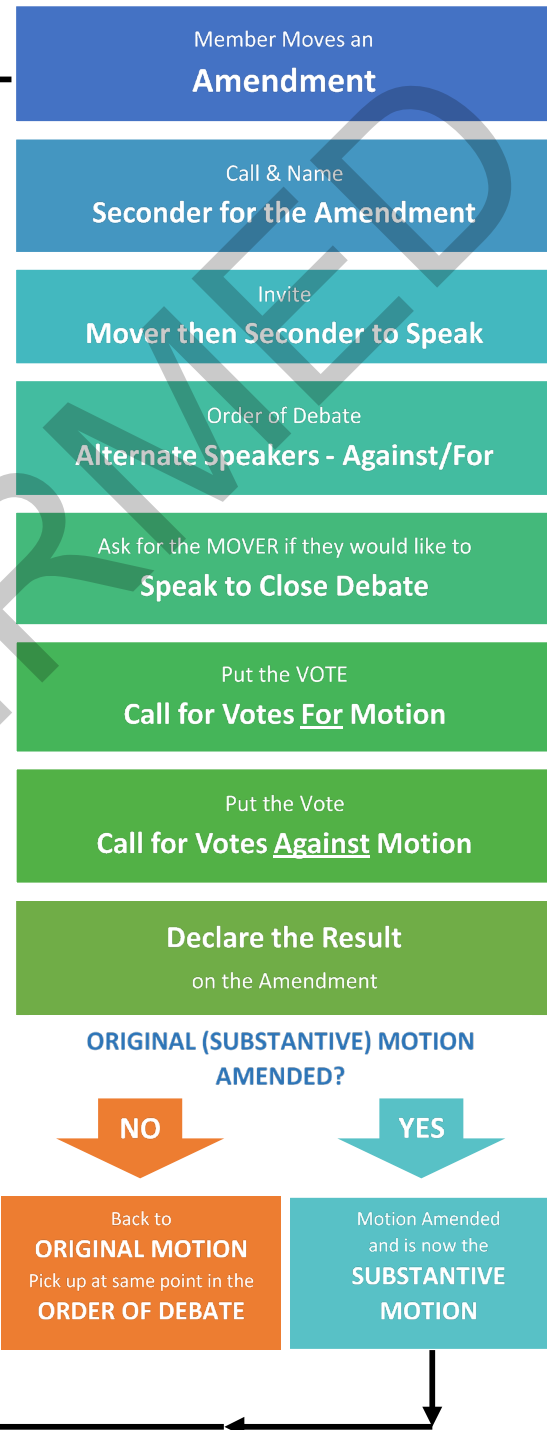 Member Moves an
Amendment
Call & Name
Seconder for the Amendment
Invite
Mover then Seconder to Speak
Order of Debate
Alternate Speakers - Against/For
Ask for the MOVER if they would like to
Speak to Close Debate
Put the VOTE
Call for Votes For Motion
Put the Vote
Call for Votes Against Motion
Declare the Result
on the Amendment
ORIGINAL (SUBSTANTIVE) MOTION
AMENDED?
NO
YES
Back to
ORIGINAL MOTION
Pick up at same point in the
ORDER OF DEBATE
Motion Amended
and is now the
SUBSTANTIVE
MOTION
RMED